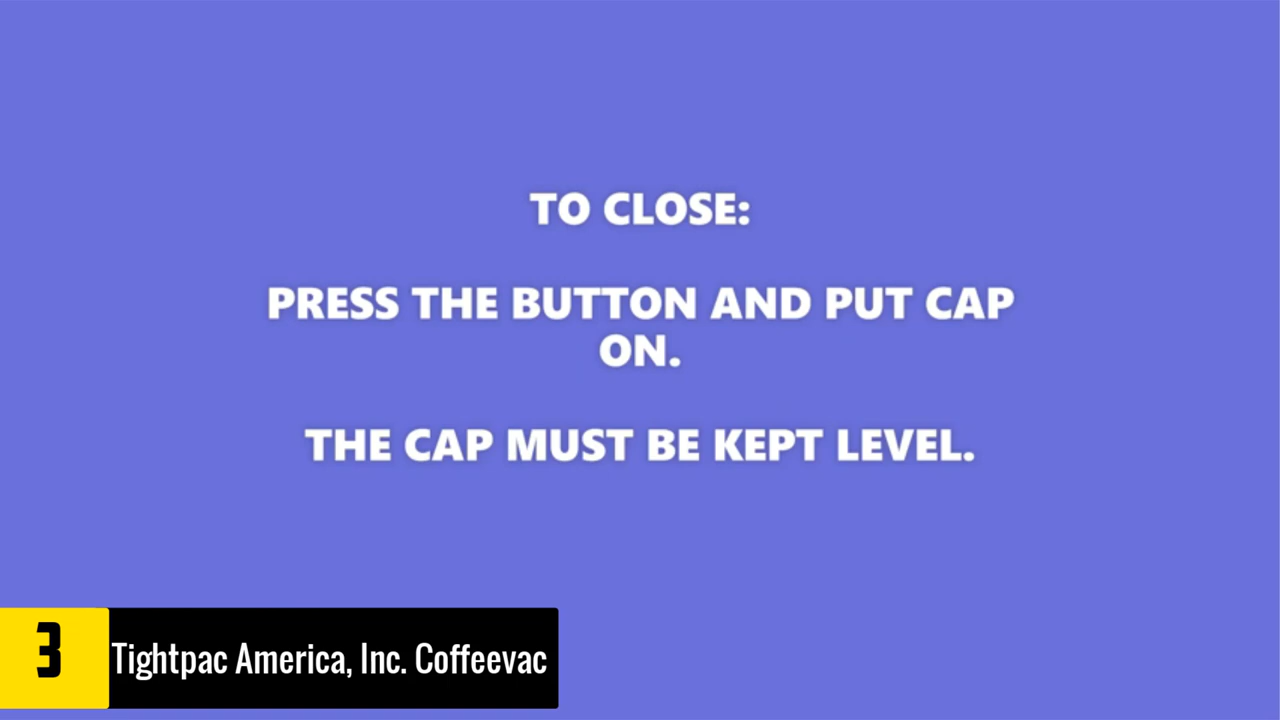 TO CLOSE:
PRESS THE BUTTON AND PUT CAP
ON.
THE CAP MUST BE KEPT LEVEL.
3
Tightpac America, Inc. Coffeevac